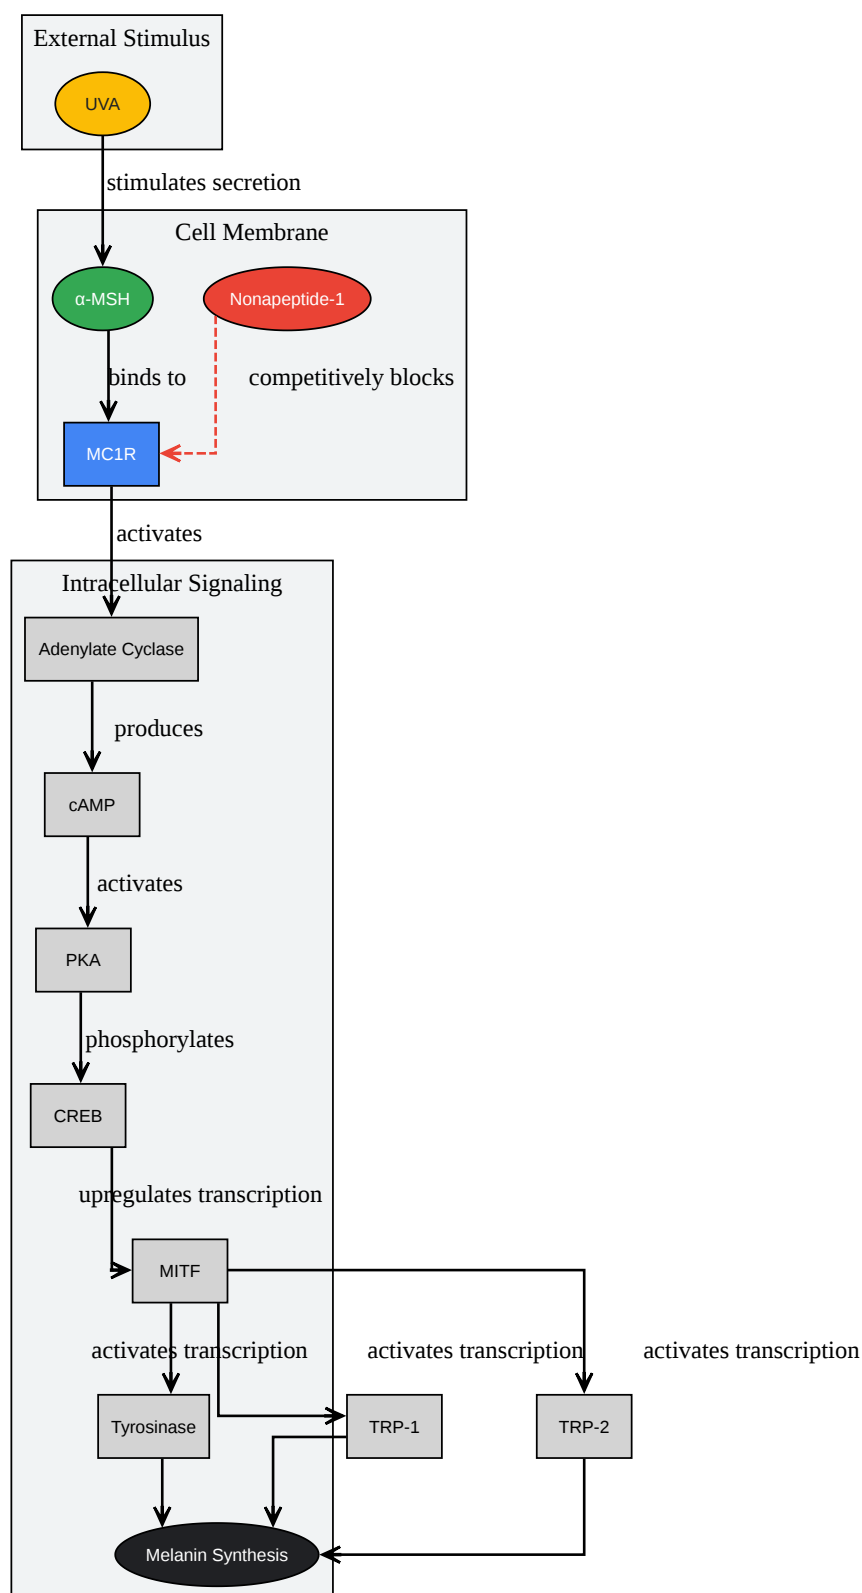 External Stimulus
UVA
stimulates secretion
Cell Membrane
α-MSH
Nonapeptide-1
binds to
competitively blocks
MC1R
activates
Intracellular Signaling
Adenylate Cyclase
produces
cAMP
activates
PKA
phosphorylates
CREB
upregulates transcription
MITF
activates transcription
activates transcription
activates transcription
Tyrosinase
TRP-1
TRP-2
Melanin Synthesis